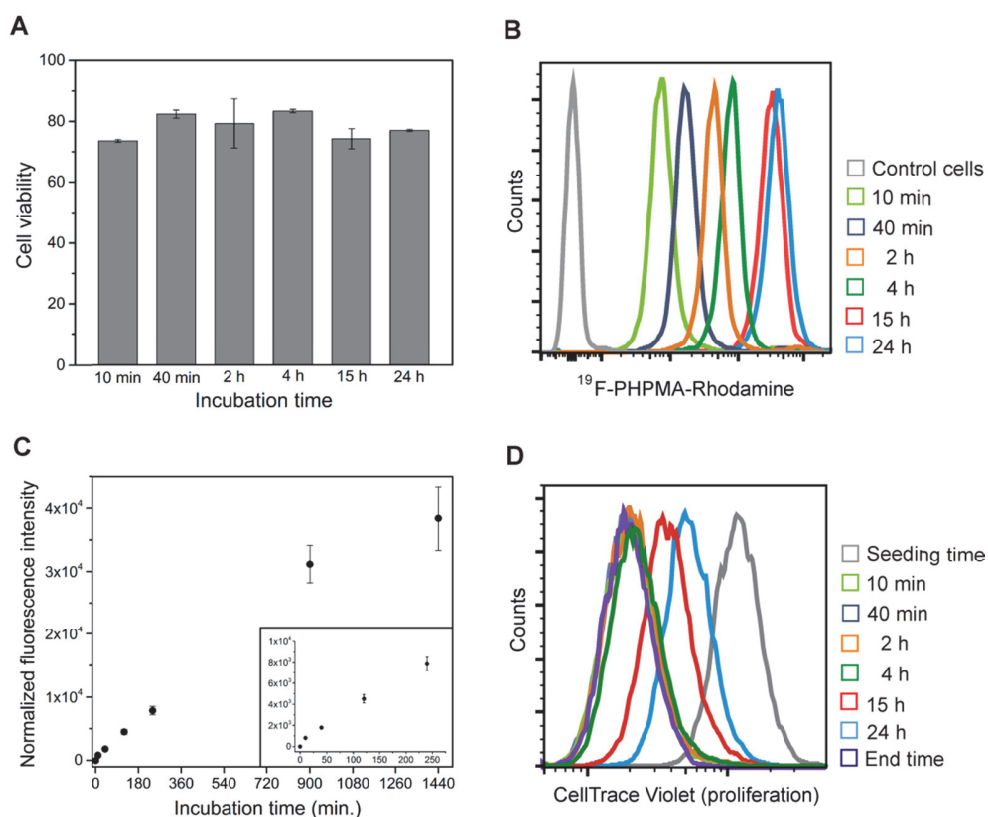 A
100
80
60
40
20
0
Cell viability
10 min 40 min 2 h 4 h 15 h 24 h
Incubation time
B
Counts
19F-PHPMA-Rhodamine
Control cells
10 min
40 min
2 h
4 h
15 h
24 h
C
Normalized fluorescence intensity
4x10⁴
3x10⁴
2x10⁴
1x10⁴
0
0 180 360 540 720 900 1080 1260 1440
Incubation time (min.)
1x10⁴
8x10³
6x10³
4x10³
2x10³
0
0 50 100 150 200 250
D
Counts
CellTrace Violet (proliferation)
Seeding time
10 min
40 min
2 h
4 h
15 h
24 h
End time